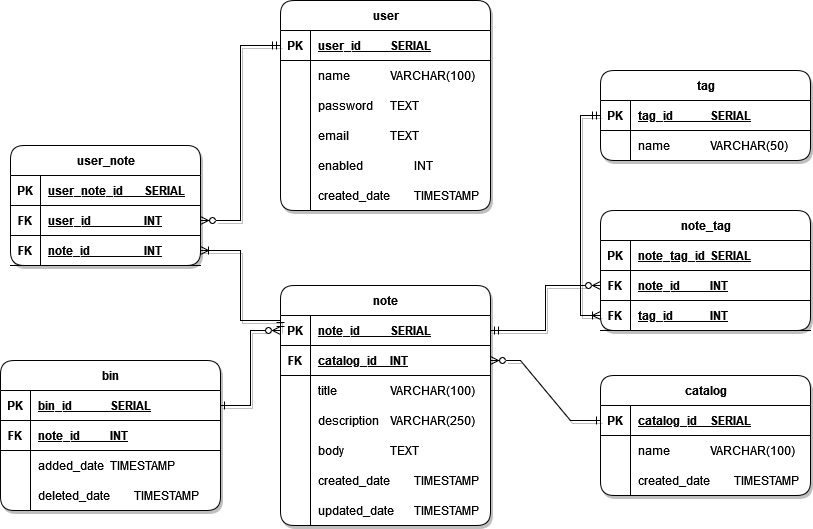 user
PK user_id SERIAL
name VARCHAR(100)
password TEXT
email TEXT
enabled INT
created_date TIMESTAMP
tag
PK tag_id SERIAL
name VARCHAR(50)
user_note
PK user_note_id SERIAL
FK user_id INT
FK note_id INT
note_tag
PK note_tag_id SERIAL
FK note_id INT
FK tag_id INT
note
PK note_id SERIAL
FK catalog_id INT
title VARCHAR(100)
description VARCHAR(250)
body TEXT
created_date TIMESTAMP
updated_date TIMESTAMP
bin
PK bin_id SERIAL
FK note_id INT
added_date TIMESTAMP
deleted_date TIMESTAMP
catalog
PK catalog_id SERIAL
name VARCHAR(100)
created_date TIMESTAMP